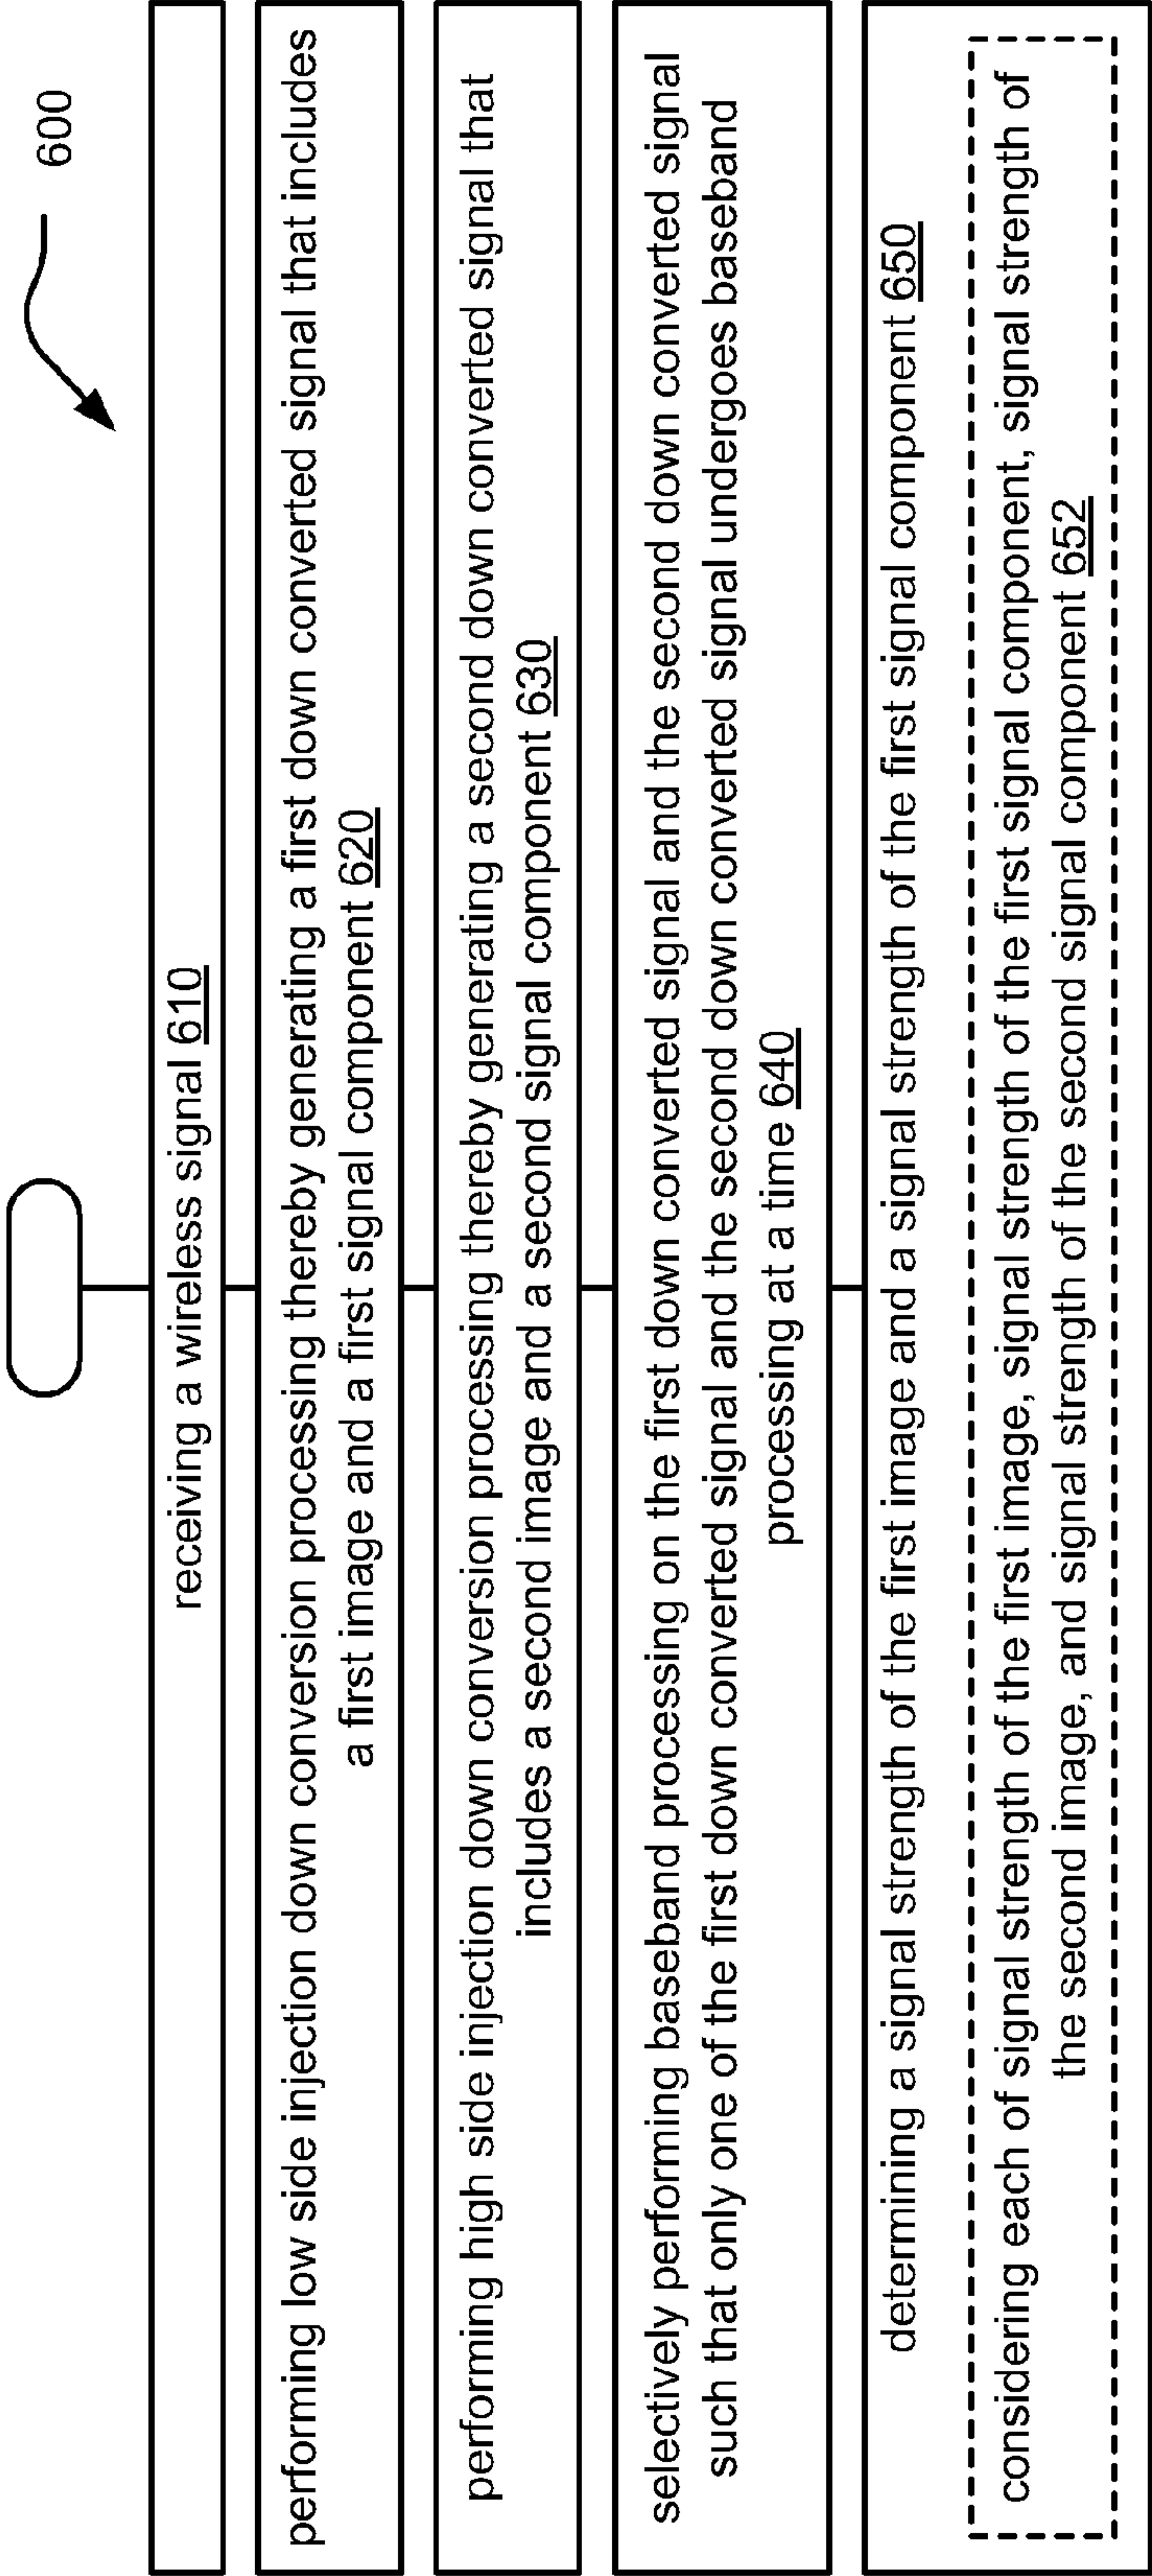 600
receiving a wireless signal 610
performing low side injection down conversion processing thereby generating a first down converted signal that includes
a first image and a first signal component 620
performing high side injection down conversion processing thereby generating a second down converted signal that
includes a second image and a second signal component 630
selectively performing baseband processing on the first down converted signal and the second down converted signal
such that only one of the first down converted signal and the second down converted signal undergoes baseband
processing at a time 640
determining a signal strength of the first image and a signal strength of the first signal component 650
considering each of signal strength of the first image, signal strength of the first signal component, signal strength of
the second image, and signal strength of the second signal component 652